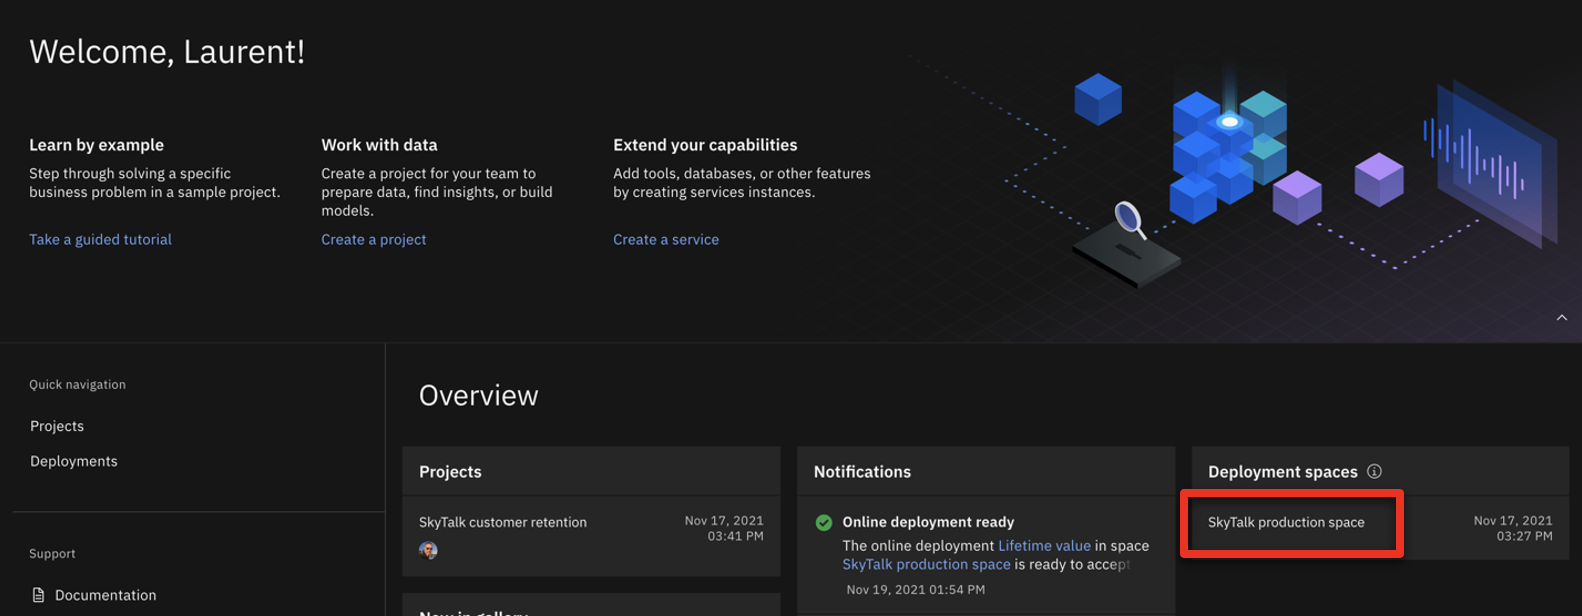 Welcome, Laurent!
Learn by example
Step through solving a specific
business problem in a sample project.
Take a guided tutorial
Work with data
Create a project for your team to
prepare data, find insights, or build
models.
Create a project
Extend your capabilities
Add tools, databases, or other features
by creating services instances.
Create a service
Quick navigation
Projects
Deployments
Support
Documentation
Overview
Projects
SkyTalk customer retention
Nov 17, 2021
03:41 PM
New in gallery
Notifications
Online deployment ready
The online deployment Lifetime value in space
SkyTalk production space is ready to accept
Nov 19, 2021 01:54 PM
Deployment spaces
SkyTalk production space
Nov 17, 2021
03:27 PM